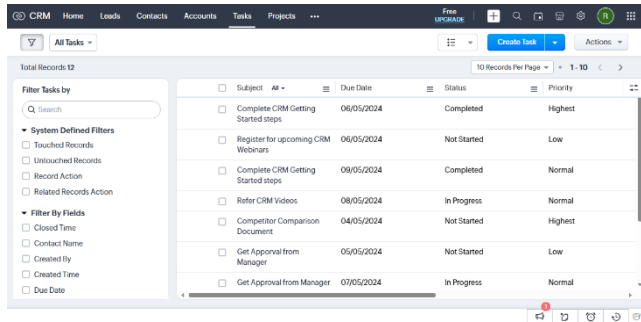 CRM Home Leads Contacts Accounts Tasks Projects ••• Free
UPGRADE R
All Tasks Create Task Actions
Total Records 12 10 Records Per Page 1 - 10
Filter Tasks by Subject All Due Date Status Priority
Search
Complete CRM Getting Started steps 06/05/2024 Completed Highest
System Defined Filters
Touched Records
Register for upcoming CRM Webinars 06/05/2024 Not Started Low
Untouched Records
Record Action
Complete CRM Getting Started steps 09/05/2024 Completed Normal
Related Records Action
Refer CRM Videos 08/05/2024 In Progress Normal
Filter By Fields
Closed Time
Competitor Comparison Document 04/05/2024 Not Started Highest
Contact Name
Created By
Get Apporval from Manager 05/05/2024 Not Started Low
Created Time
Due Date
Get Approval from Manager 07/05/2024 In Progress Normal